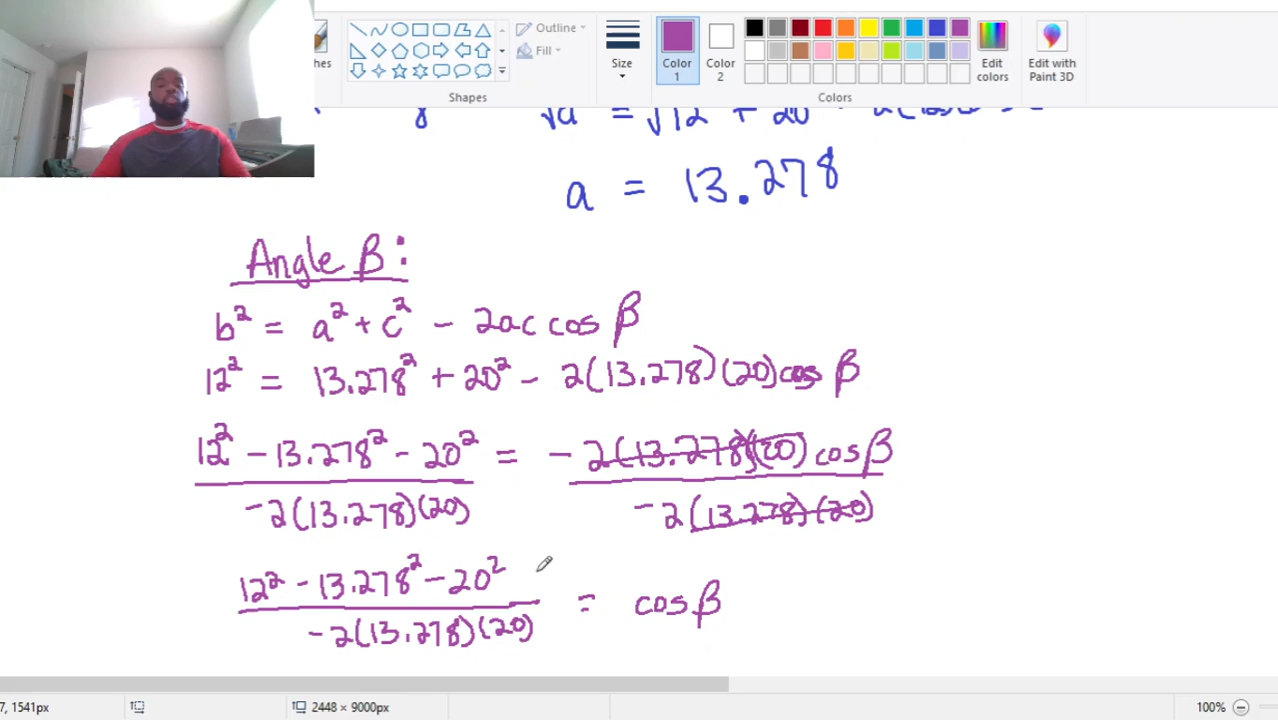 Outline
Fill
Shapes
Size
Color 1
Color 2
Edit colors
Edit with Paint 3D
Colors
a = 13.278
Angle β:
b² = a² + c² - 2ac cos β
12² = 13.278² + 20² - 2(13.278)(20)cos β
12² - 13.278² - 20² = -2(13.278)(20)cosβ
-2(13.278)(20) -2(13.278)(20)
12² - 13.278² - 20² = cosβ
-2(13.278)(20)
1541px
2448 × 9000px
100%